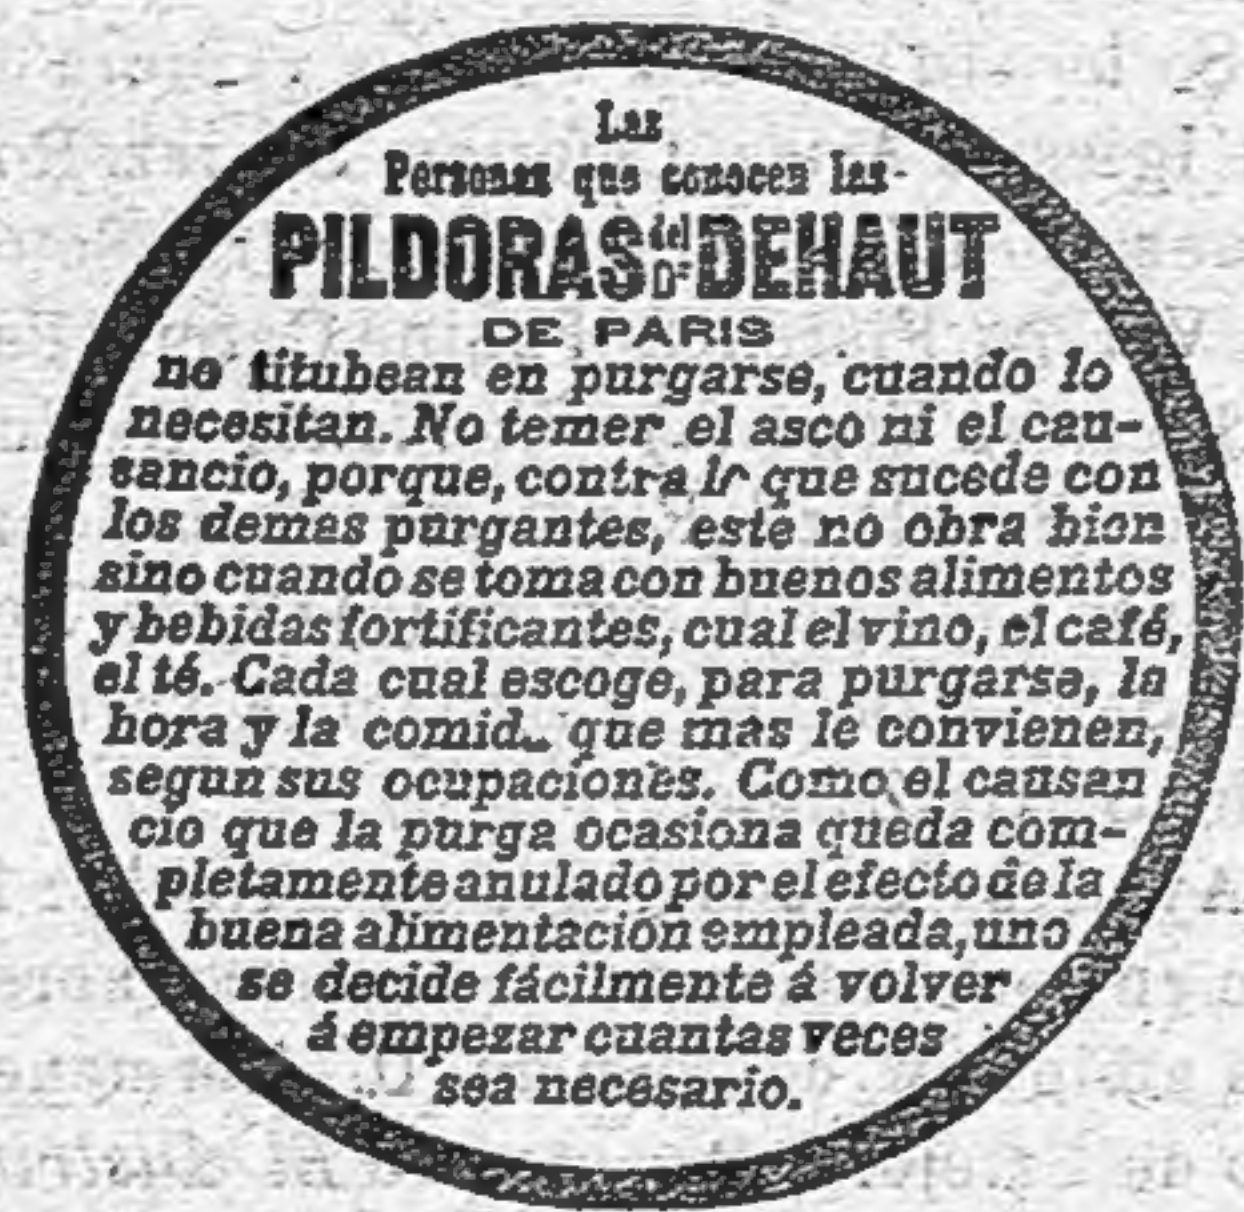 Las
Personas que conocen las
PILDORAS del Dr DEHAUT
DE PARIS
no titubean en purgarse, cuando lo
necesitan. No temer el asco ni el cau-
sancio, porque, contra lo que sucede con
los demas purgantes, este no obra bien
sino cuando se toma con buenos alimentos
y bebidas fortificantes, cual el vino, el café,
el té. Cada cual escoge, para purgarse, la
hora y la comid que mas le convienen,
segun sus ocupaciones. Como el causan
cio que la purga ocasiona queda com-
pletamente anulado por el efecto de la
buena alimentación empleada, uno
se decide fácilmente á volver
á empezar cuantas veces
sea necesario.